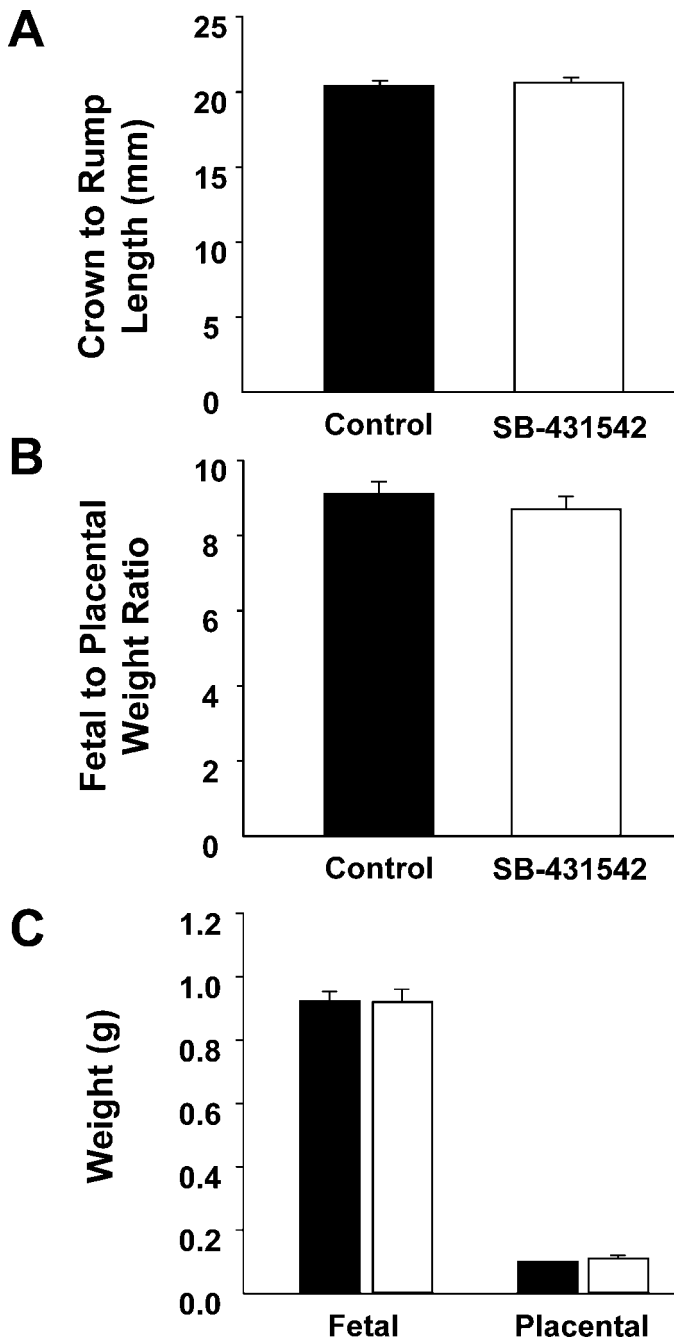 A
Crown to Rump
Length (mm)
25
20
15
10
5
0
Control
SB-431542
B
Fetal to Placental
Weight Ratio
10
8
6
4
2
0
Control
SB-431542
C
Weight (g)
1.2
1.0
0.8
0.6
0.4
0.2
0.0
Fetal
Placental